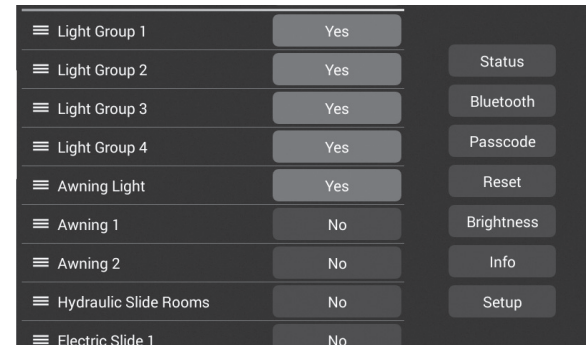 Light Group 1 Yes
Light Group 2 Yes
Light Group 3 Yes
Light Group 4 Yes
Awning Light Yes
Awning 1 No
Awning 2 No
Hydraulic Slide Rooms No
Electric Slide 1 No
Status
Bluetooth
Passcode
Reset
Brightness
Info
Setup